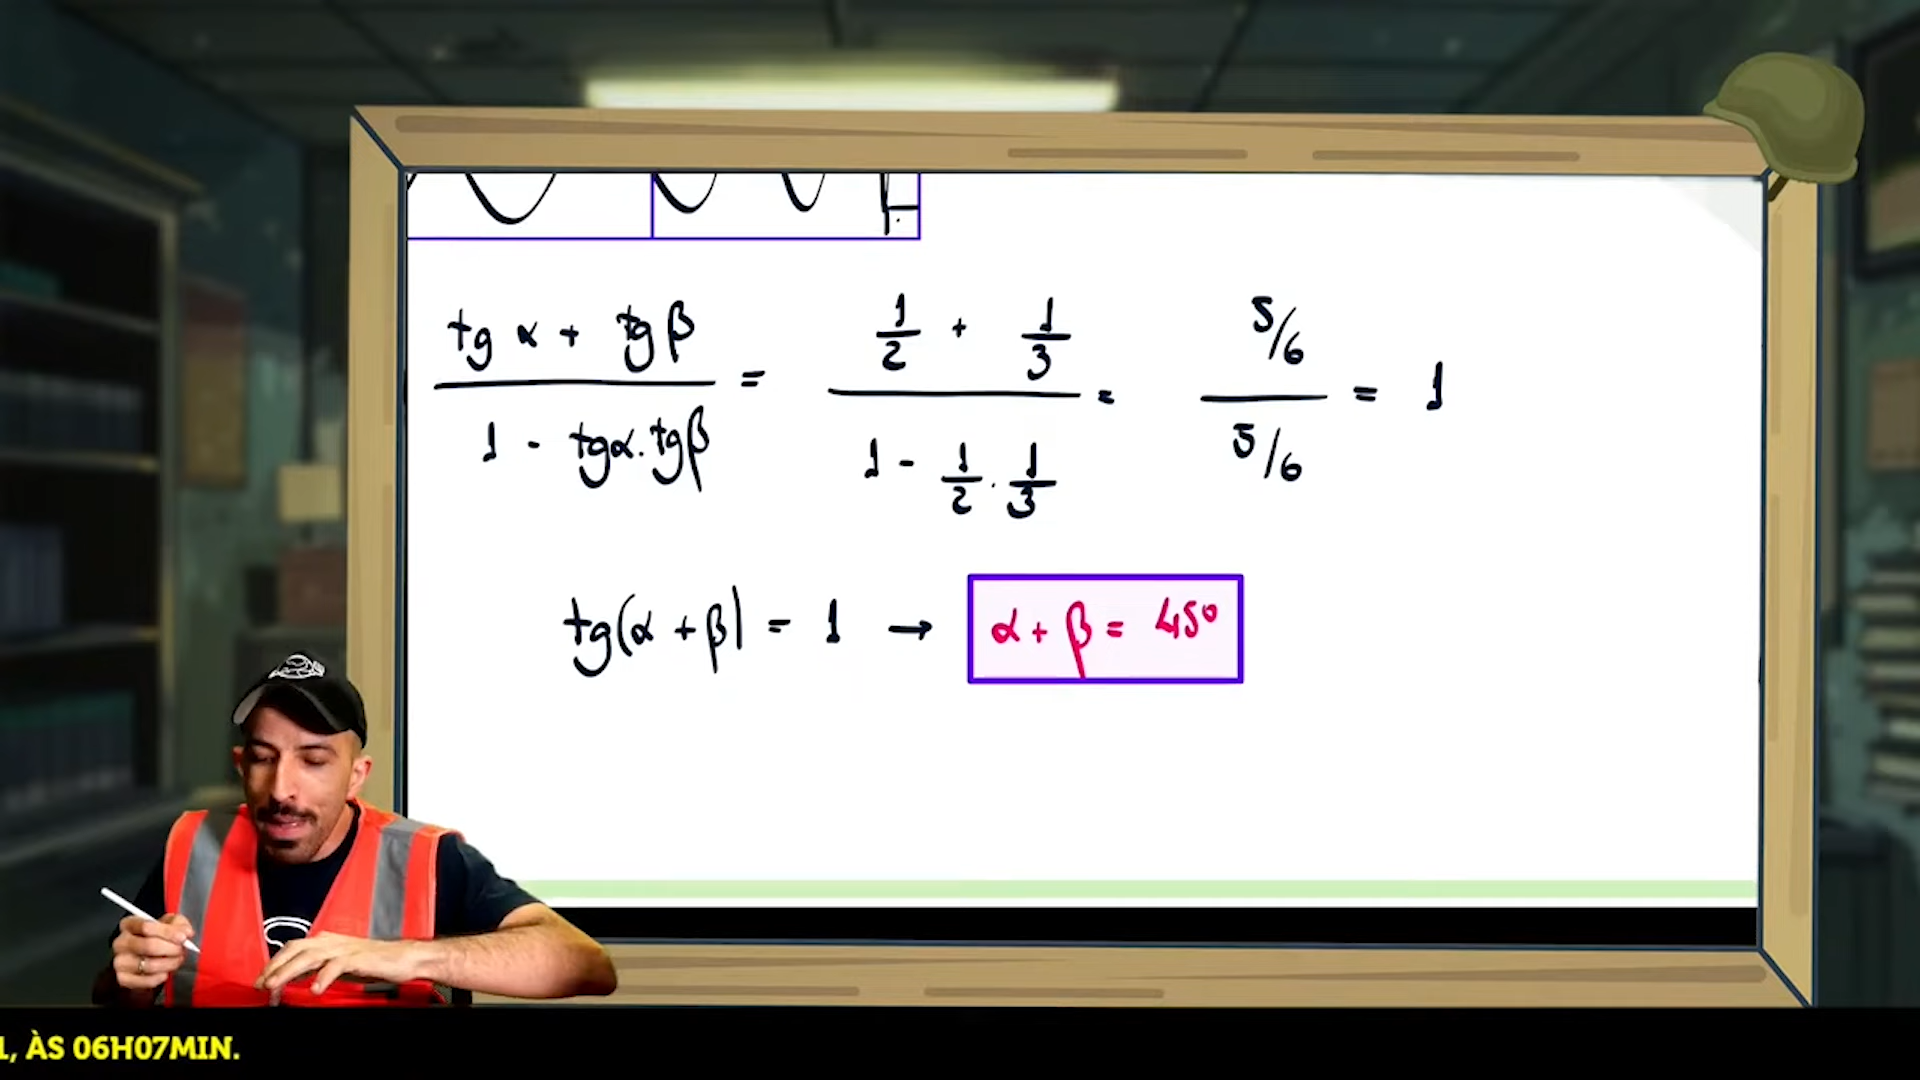 tg α + tg β / 1 - tgα . tgβ = 1/2 + 1/3 / 1 - 1/2 . 1/3 = 5/6 / 5/6 = 1
tg(α + β) = 1 → α + β = 45º
1, ÀS 06H07MIN.